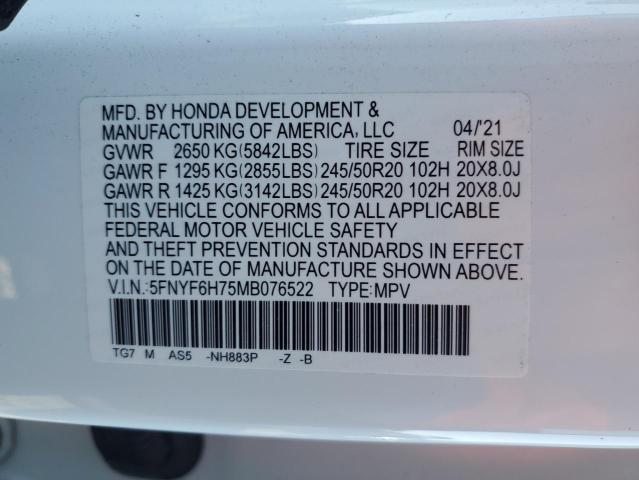 MFD. BY HONDA DEVELOPMENT &
MANUFACTURING OF AMERICA, LLC 04/'21
GVWR 2650 KG(5842LBS) TIRE SIZE RIM SIZE
GAWR F 1295 KG(2855LBS) 245/50R20 102H 20X8.0J
GAWR R 1425 KG(3142LBS) 245/50R20 102H 20X8.0J
THIS VEHICLE CONFORMS TO ALL APPLICABLE
FEDERAL MOTOR VEHICLE SAFETY
AND THEFT PREVENTION STANDARDS IN EFFECT
ON THE DATE OF MANUFACTURE SHOWN ABOVE.
V.I.N.:5FNYF6H75MB076522 TYPE:MPV
TG7 M AS5 -NH883P -Z -B